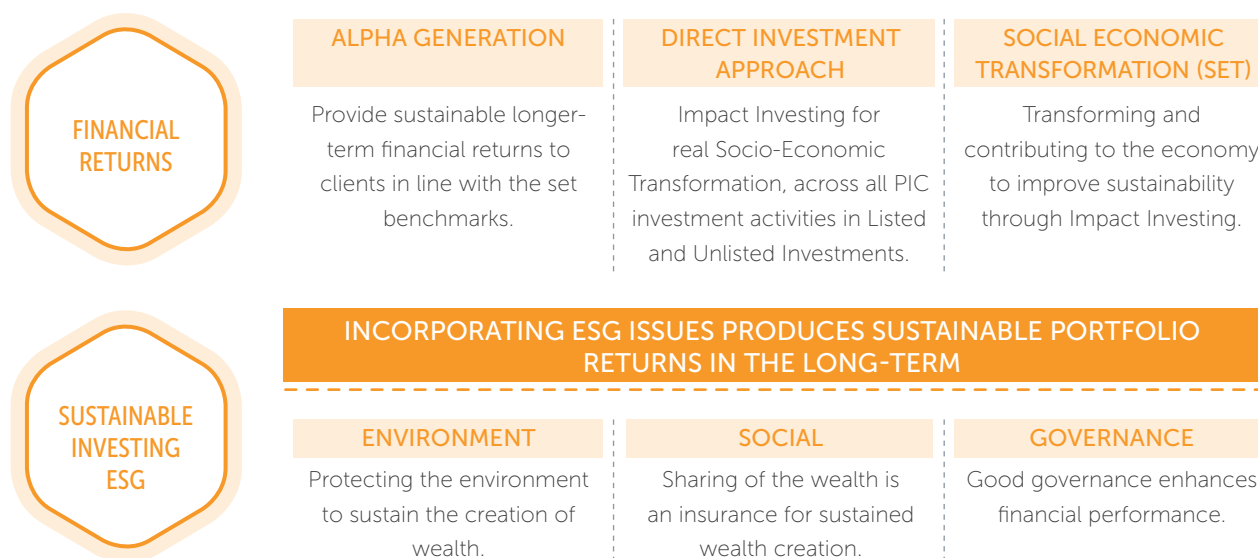 FINANCIAL
RETURNS
ALPHA GENERATION
Provide sustainable longer-
term financial returns to
clients in line with the set
benchmarks.
DIRECT INVESTMENT
APPROACH
Impact Investing for
real Socio-Economic
Transformation, across all PIC
investment activities in Listed
and Unlisted Investments.
SOCIAL ECONOMIC
TRANSFORMATION (SET)
Transforming and
contributing to the economy
to improve sustainability
through Impact Investing.
SUSTAINABLE
INVESTING
ESG
INCORPORATING ESG ISSUES PRODUCES SUSTAINABLE PORTFOLIO
RETURNS IN THE LONG-TERM
ENVIRONMENT
Protecting the environment
to sustain the creation of
wealth.
SOCIAL
Sharing of the wealth is
an insurance for sustained
wealth creation.
GOVERNANCE
Good governance enhances
financial performance.